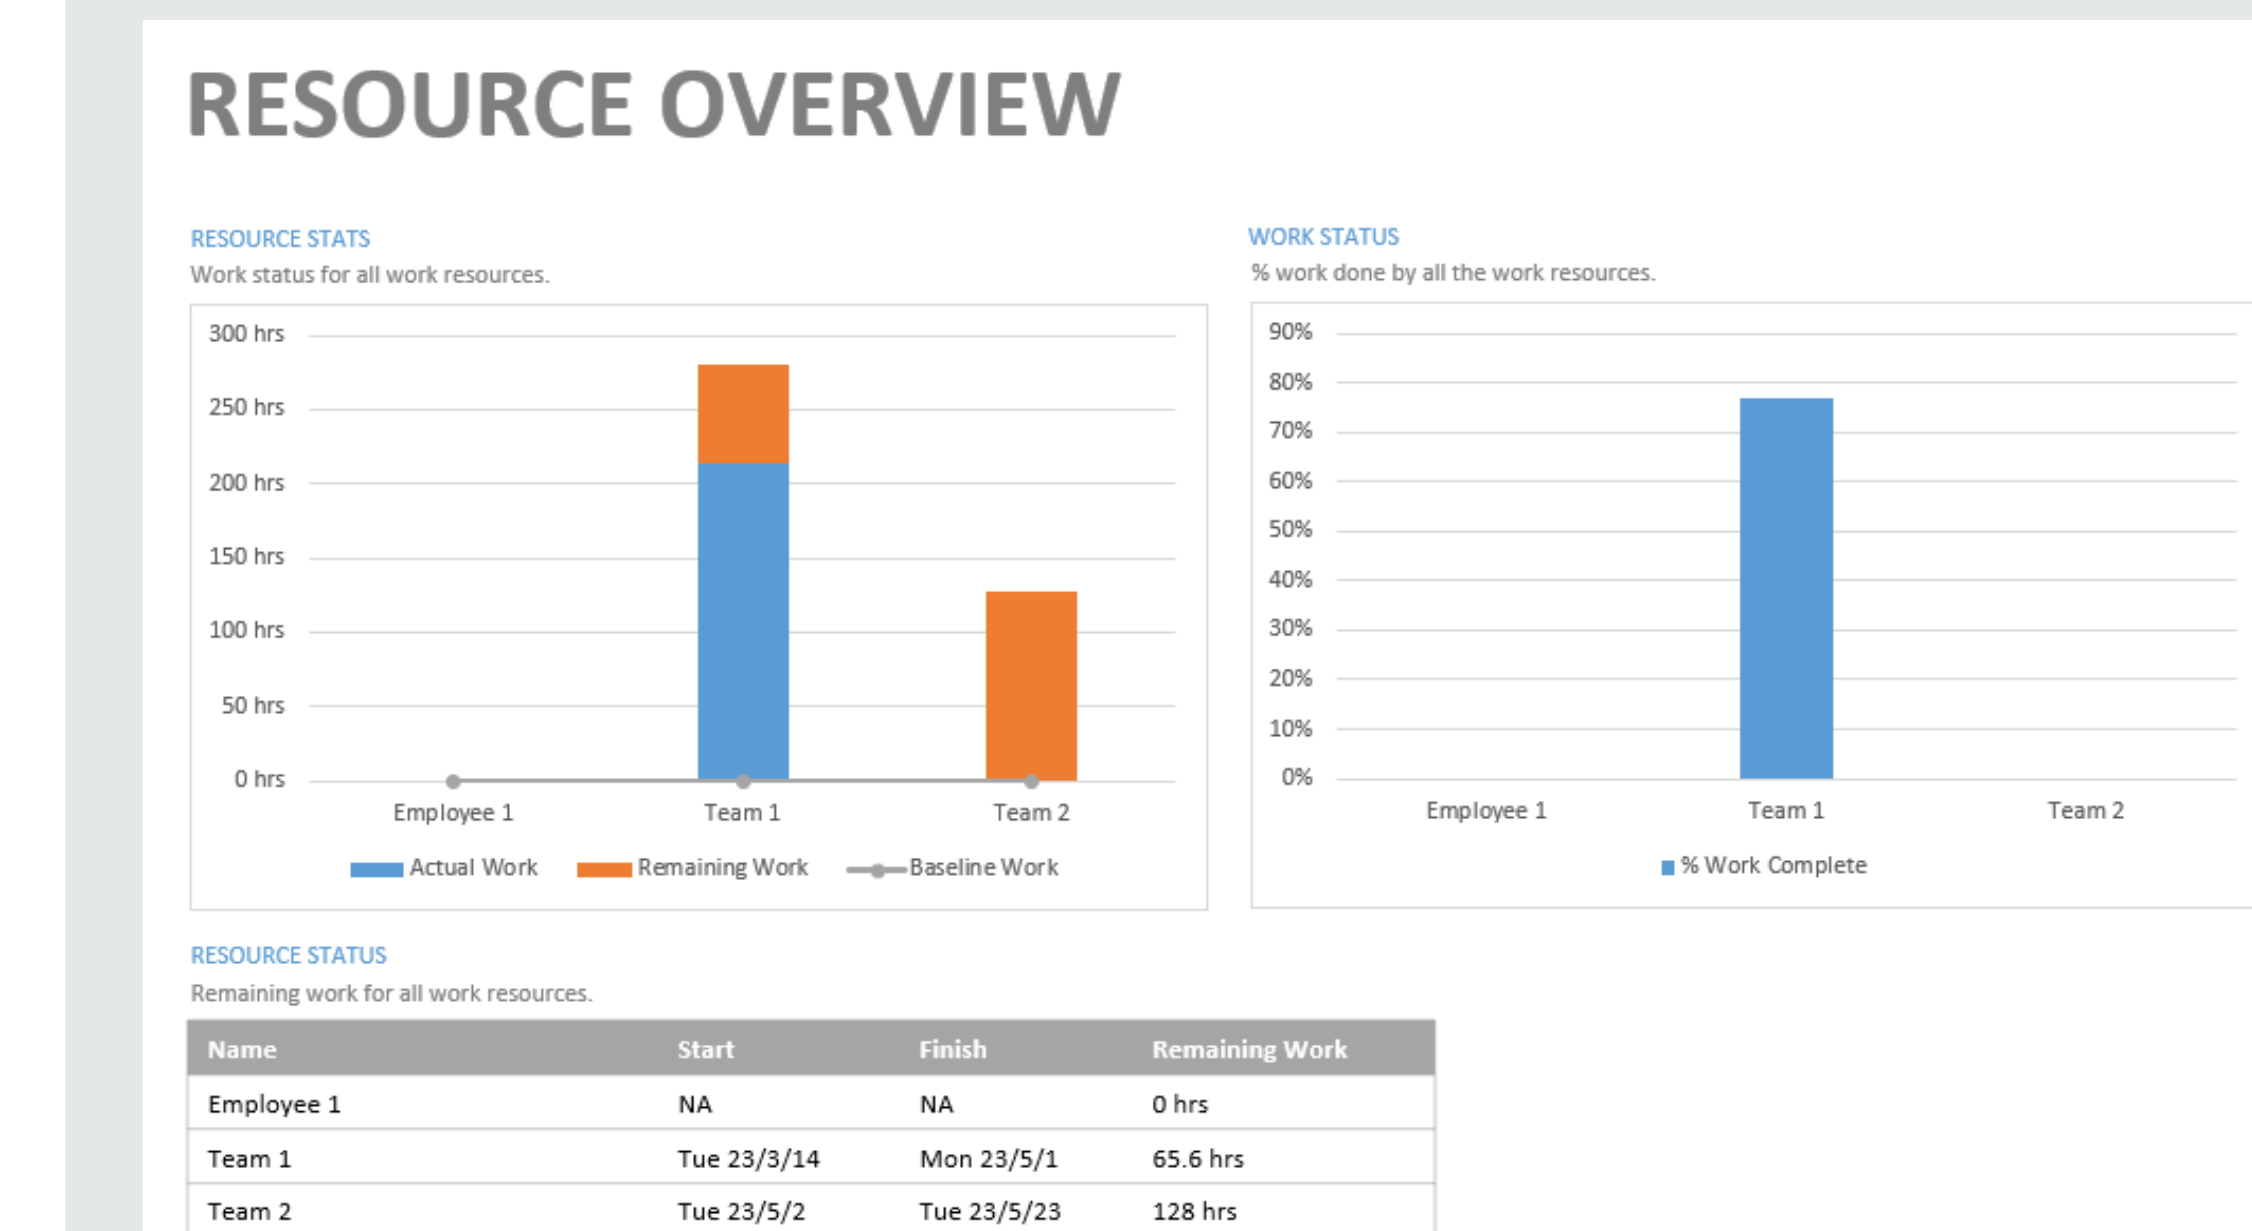 RESOURCE OVERVIEW
RESOURCE STATS
Work status for all work resources.
300 hrs
250 hrs
200 hrs
150 hrs
100 hrs
50 hrs
0 hrs
Employee 1 Team 1 Team 2
Actual Work Remaining Work Baseline Work
WORK STATUS
% work done by all the work resources.
90%
80%
70%
60%
50%
40%
30%
20%
10%
0%
Employee 1 Team 1 Team 2
% Work Complete
RESOURCE STATUS
Remaining work for all work resources.
Name Start Finish Remaining Work
Employee 1 NA NA 0 hrs
Team 1 Tue 23/3/14 Mon 23/5/1 65.6 hrs
Team 2 Tue 23/5/2 Tue 23/5/23 128 hrs